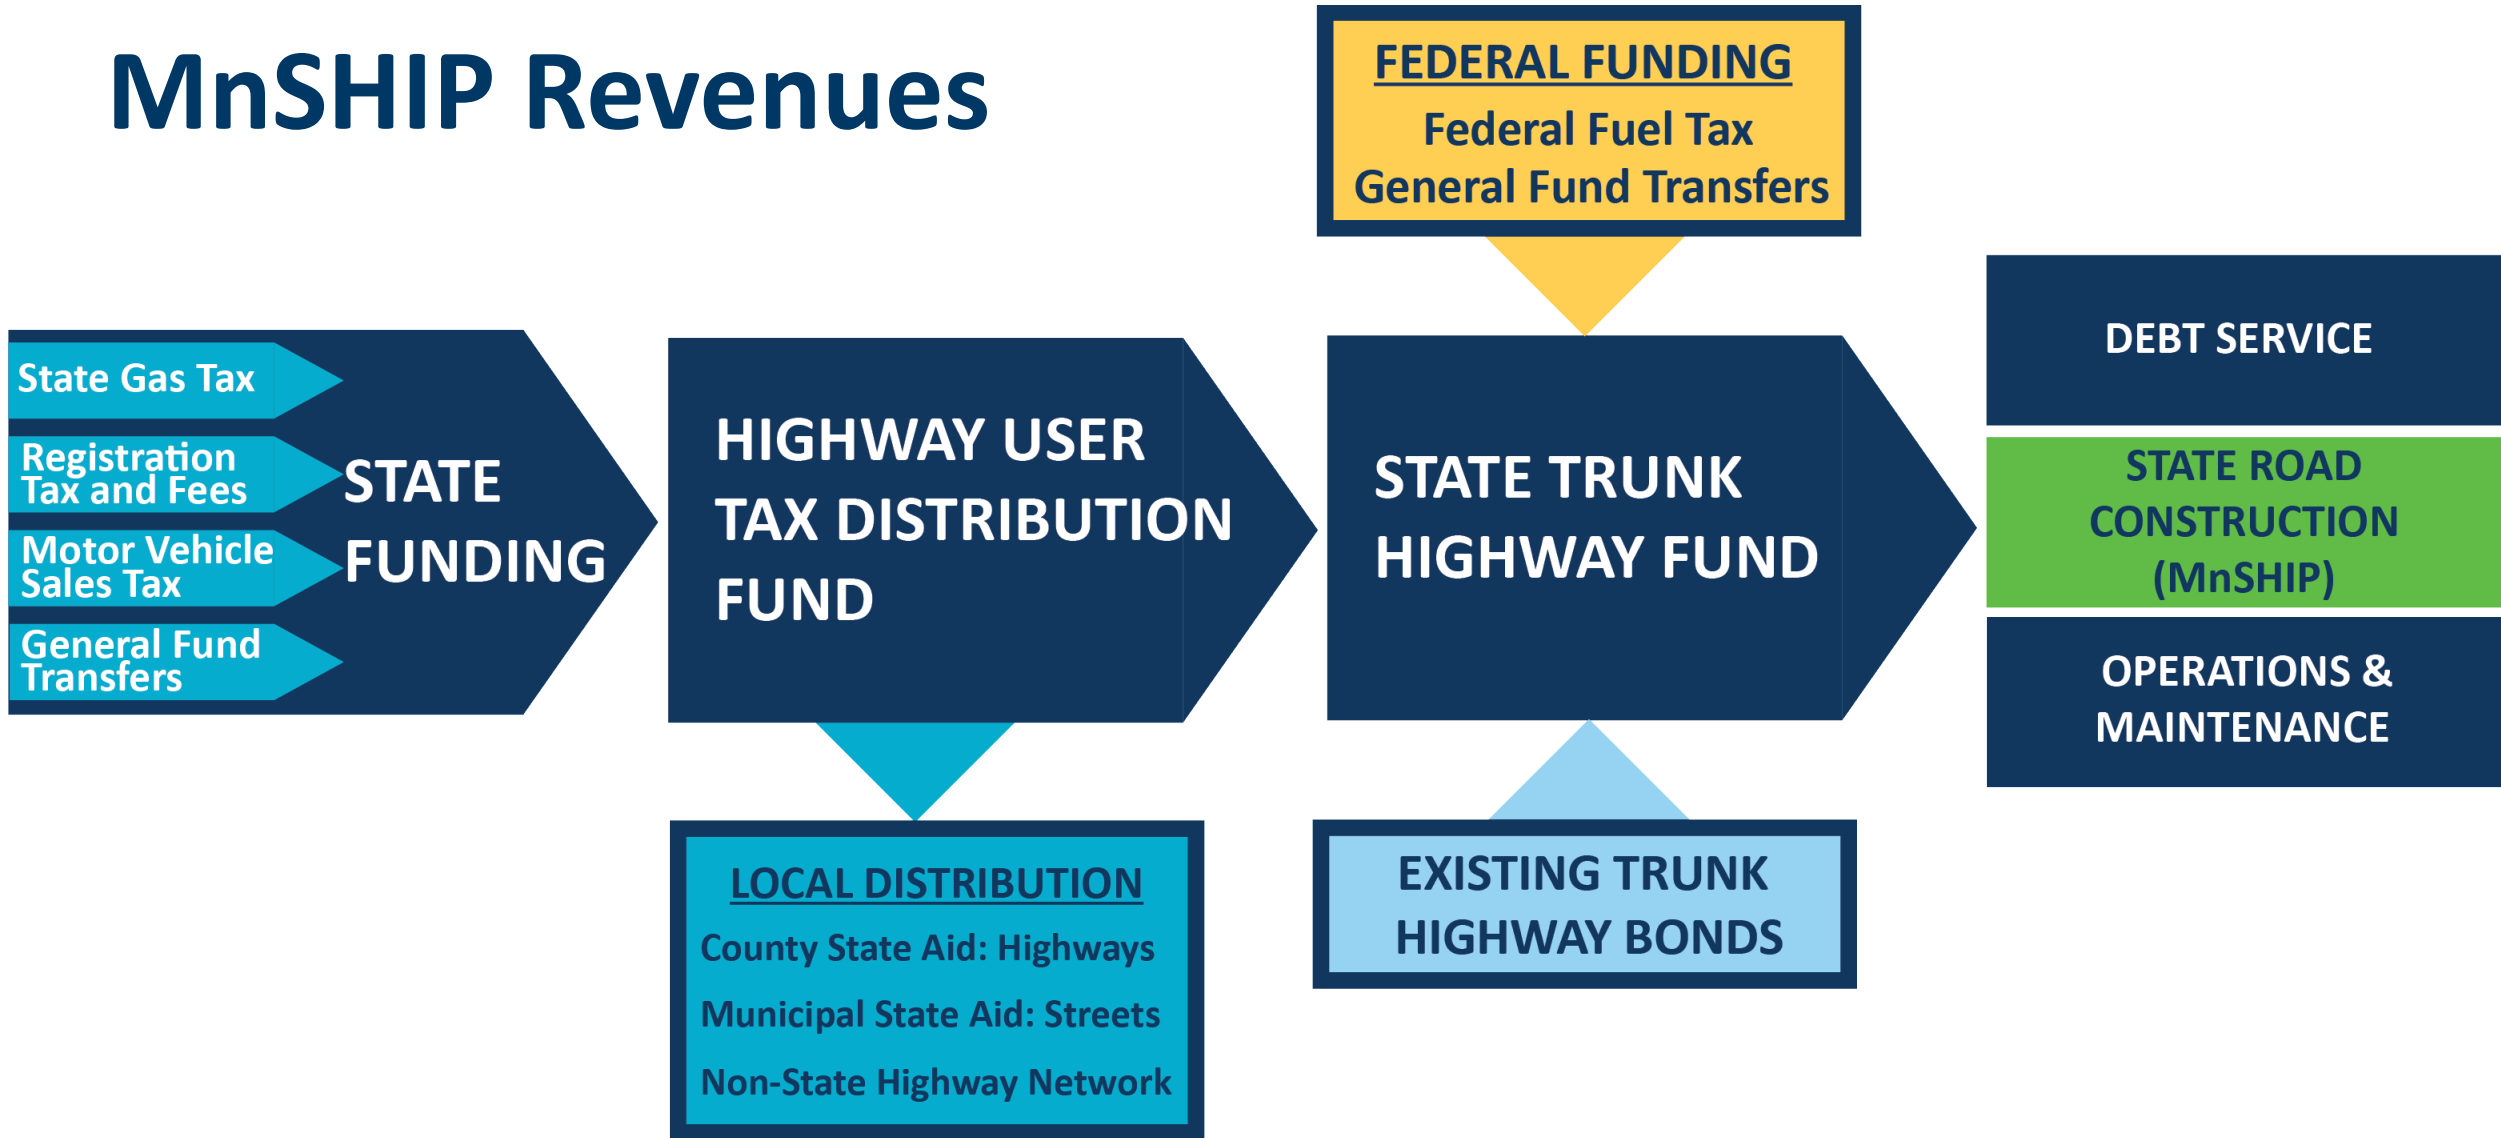 MnSHIP Revenues
FEDERAL FUNDING
Federal Fuel Tax
General Fund Transfers
State Gas Tax
Registration
Tax and Fees
Motor Vehicle
Sales Tax
General Fund
Transfers
STATE
FUNDING
HIGHWAY USER
TAX DISTRIBUTION
FUND
STATE TRUNK
HIGHWAY FUND
DEBT SERVICE
STATE ROAD
CONSTRUCTION
(MnSHIP)
OPERATIONS &
MAINTENANCE
LOCAL DISTRIBUTION
County State Aid: Highways
Municipal State Aid: Streets
Non-State Highway Network
EXISTING TRUNK
HIGHWAY BONDS